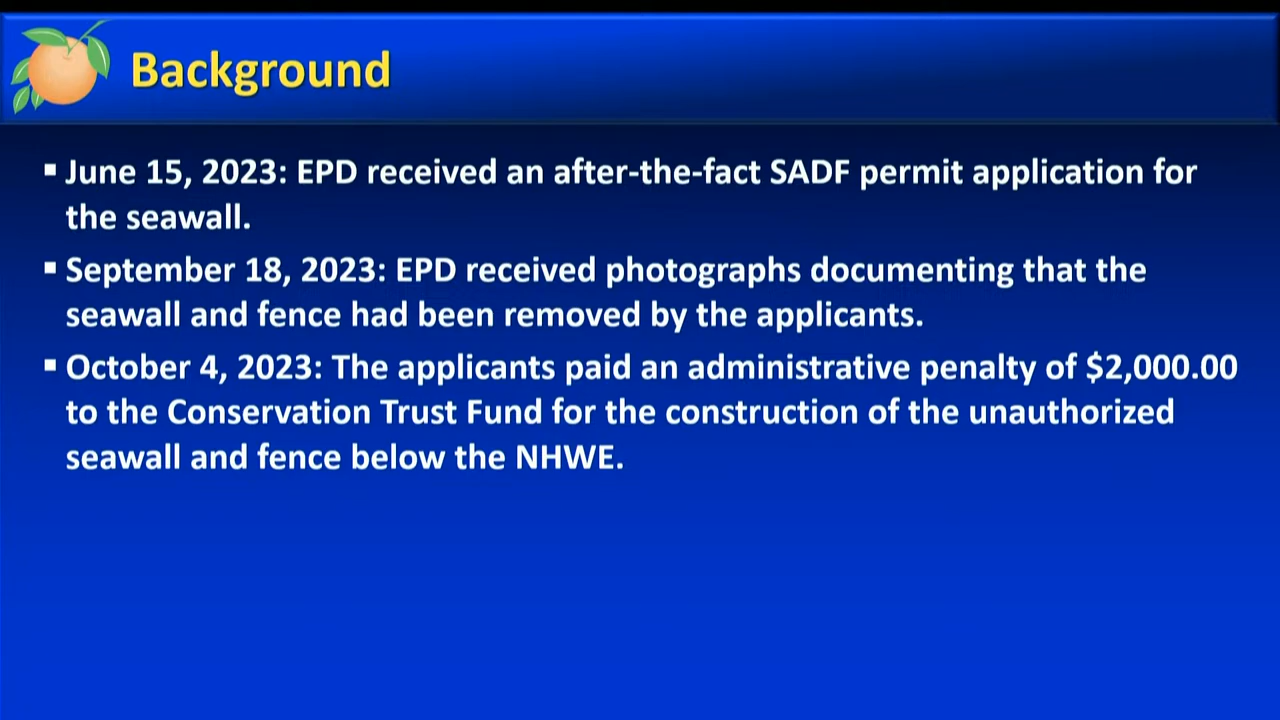 Background
▪ June 15, 2023: EPD received an after-the-fact SADF permit application for
the seawall.
▪ September 18, 2023: EPD received photographs documenting that the
seawall and fence had been removed by the applicants.
▪ October 4, 2023: The applicants paid an administrative penalty of $2,000.00
to the Conservation Trust Fund for the construction of the unauthorized
seawall and fence below the NHWE.